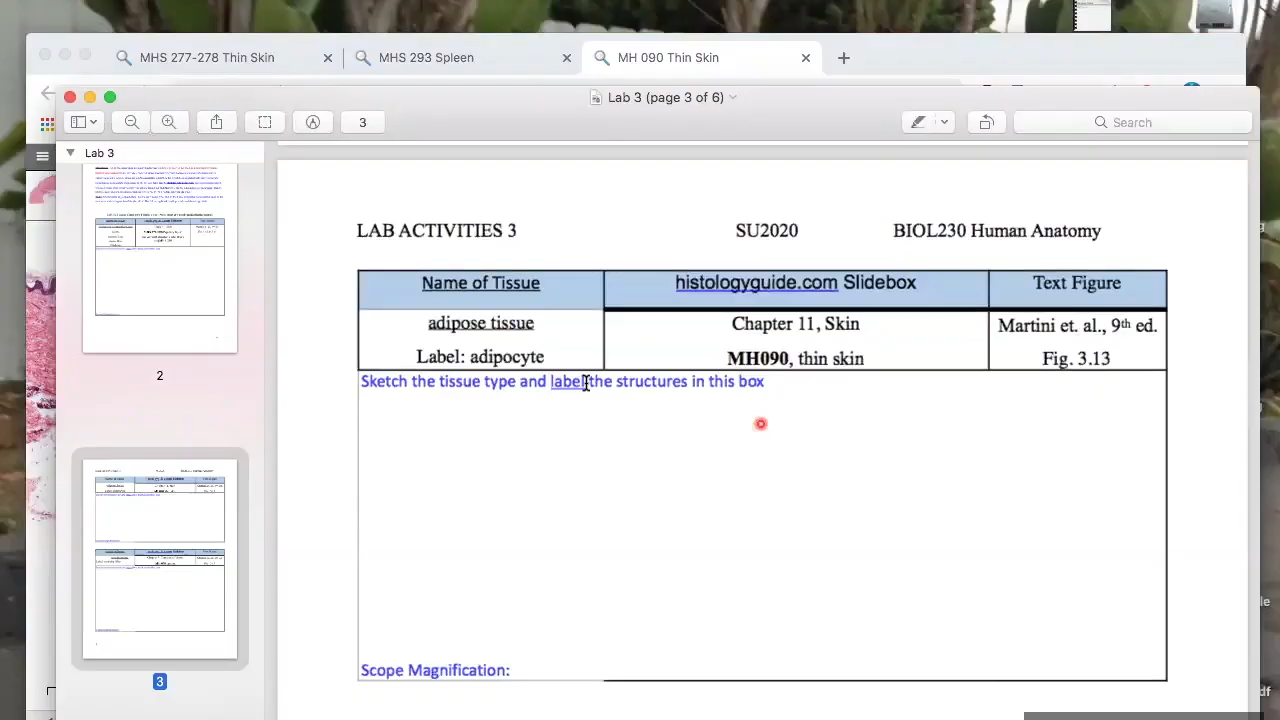 MHS 277-278 Thin Skin
MHS 293 Spleen
MH 090 Thin Skin
Lab 3 (page 3 of 6)
3
Search
Lab 3
2
3
LAB ACTIVITIES 3 SU2020 BIOL230 Human Anatomy
Name of Tissue histologyguide.com Slidebox Text Figure
adipose tissue Chapter 11, Skin Martini et. al., 9th ed.
Label: adipocyte MH090, thin skin Fig. 3.13
Sketch the tissue type and label the structures in this box
Scope Magnification: